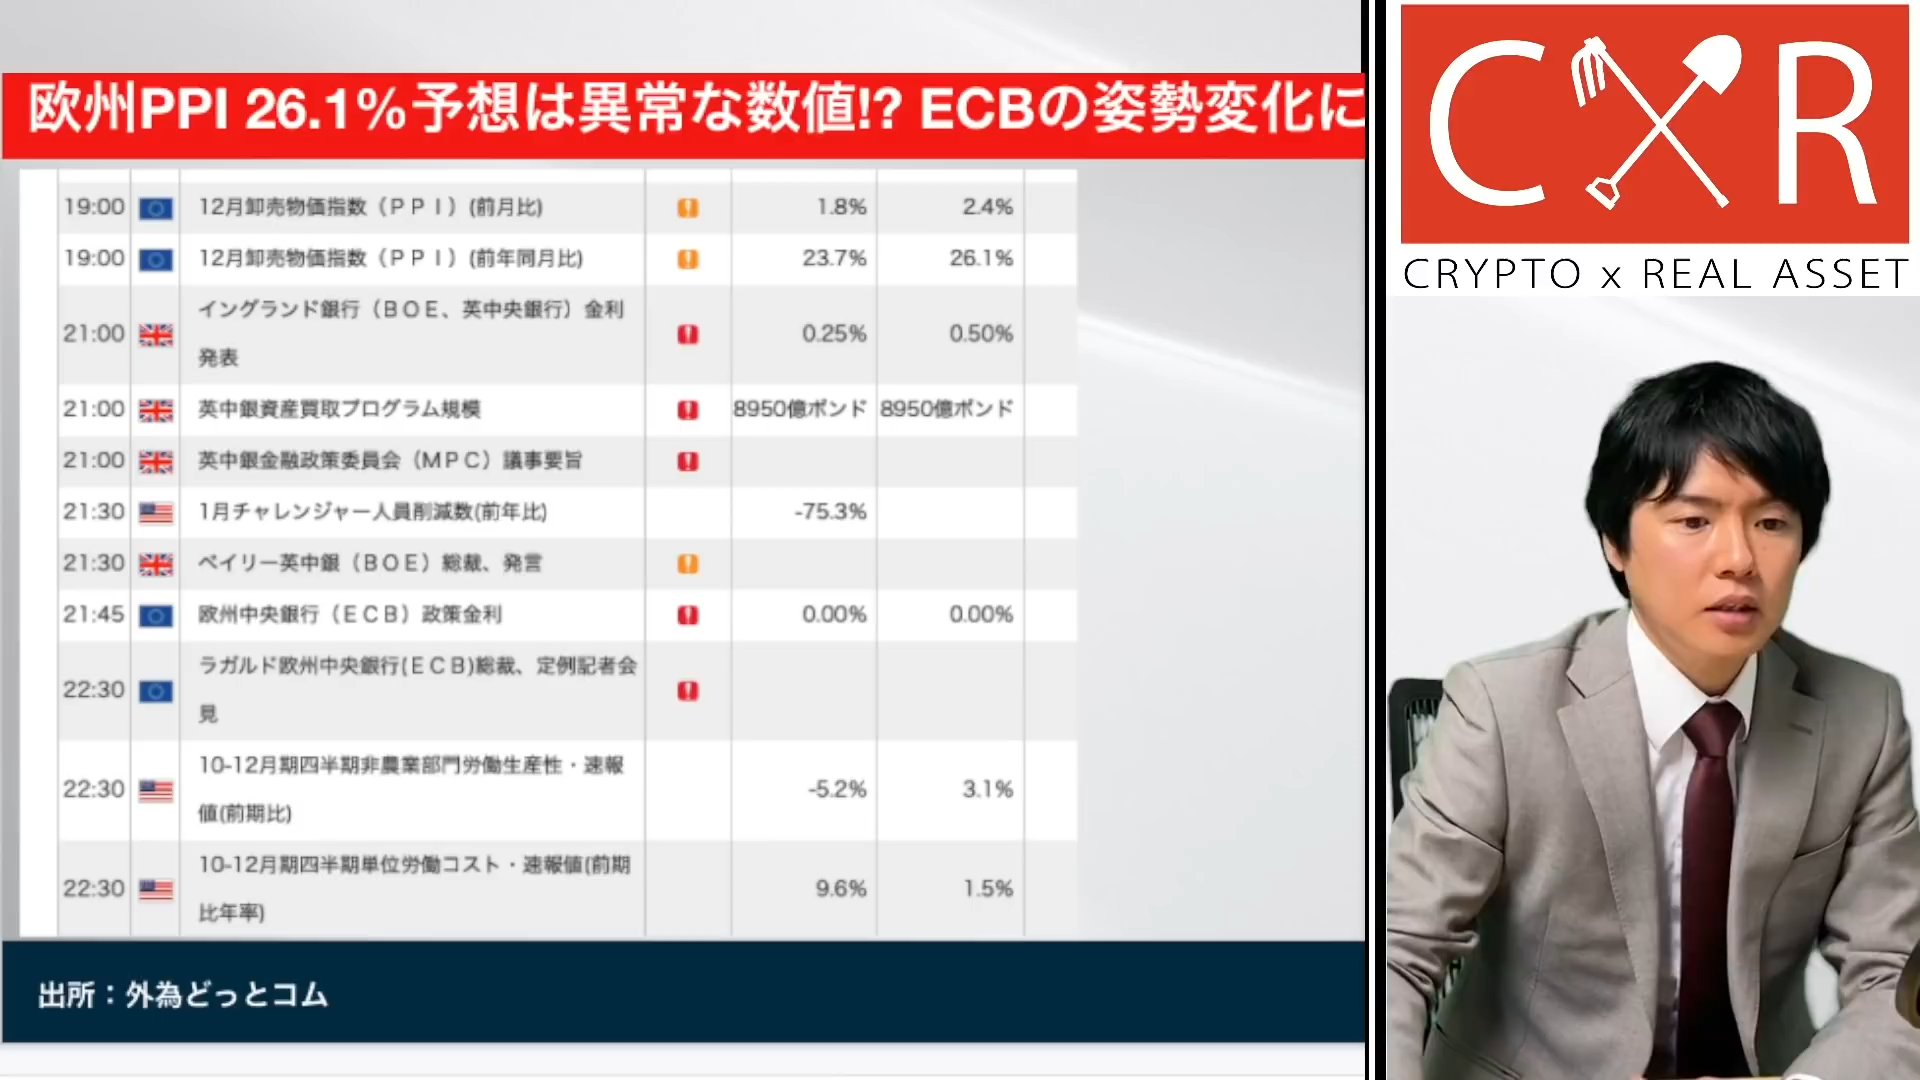 欧州PPI 26.1%予想は異常な数値!? ECBの姿勢変化に
19:00 12月卸売物価指数（ＰＰＩ）(前月比) 1.8% 2.4%
19:00 12月卸売物価指数（ＰＰＩ）(前年同月比) 23.7% 26.1%
イングランド銀行（ＢＯＥ、英中央銀行）金利
21:00 0.25% 0.50%
発表
21:00 英中銀資産買取プログラム規模 8950億ポンド 8950億ポンド
21:00 英中銀金融政策委員会（ＭＰＣ）議事要旨
21:30 1月チャレンジャー人員削減数(前年比) -75.3%
21:30 ベイリー英中銀（ＢＯＥ）総裁、発言
21:45 欧州中央銀行（ＥＣＢ）政策金利 0.00% 0.00%
ラガルド欧州中央銀行(ＥＣＢ)総裁、定例記者会
22:30
見
10-12月期四半期非農業部門労働生産性・速報
22:30 -5.2% 3.1%
値(前期比)
10-12月期四半期単位労働コスト・速報値(前期
22:30 9.6% 1.5%
比年率)
出所：外為どっとコム
CXR
CRYPTO x REAL ASSET